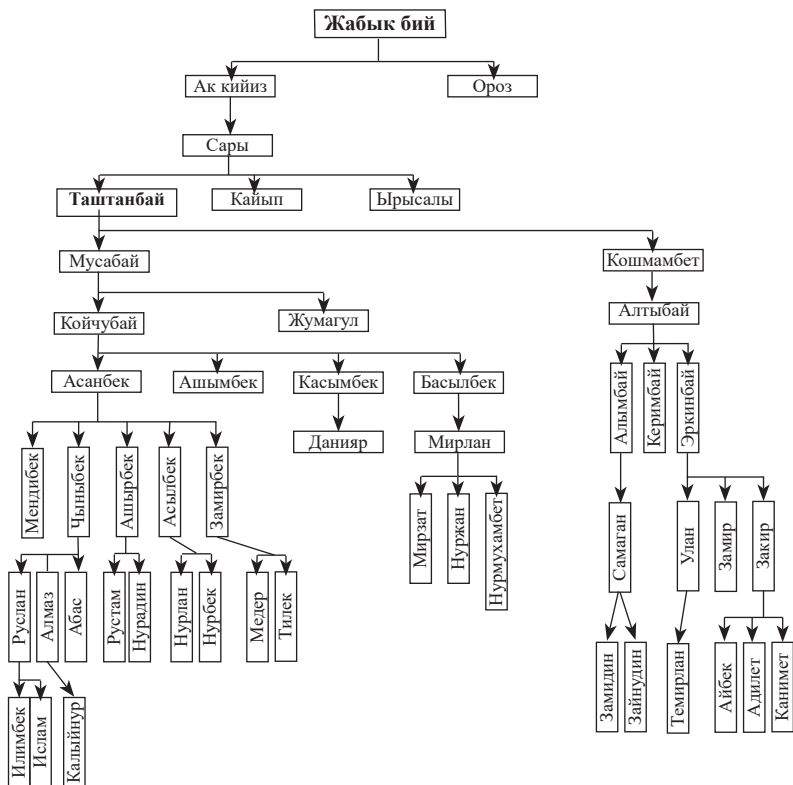 Жабык бий
Ак кийиз
Ороз
Сары
Таштанбай
Кайып
Ырысалы
Мусабай
Кошмамбет
Койчубай
Жумагул
Алтыбай
Асанбек
Ашымбек
Касымбек
Басылбек
Алымбай
Керимбай
Эркинбай
Данияр
Мирлан
Мендибек
Чыныбек
Ашырбек
Асылбек
Замирбек
Мирзат
Нуржан
Нурмухамбет
Самаган
Улан
Замир
Закир
Руслан
Алмаз
Абас
Рустам
Нурадин
Нурлан
Нурбек
Медер
Тилек
Замидин
Зайнудин
Темирлан
Айбек
Адилет
Канимет
Илимбек
Ислам
Калыйнур